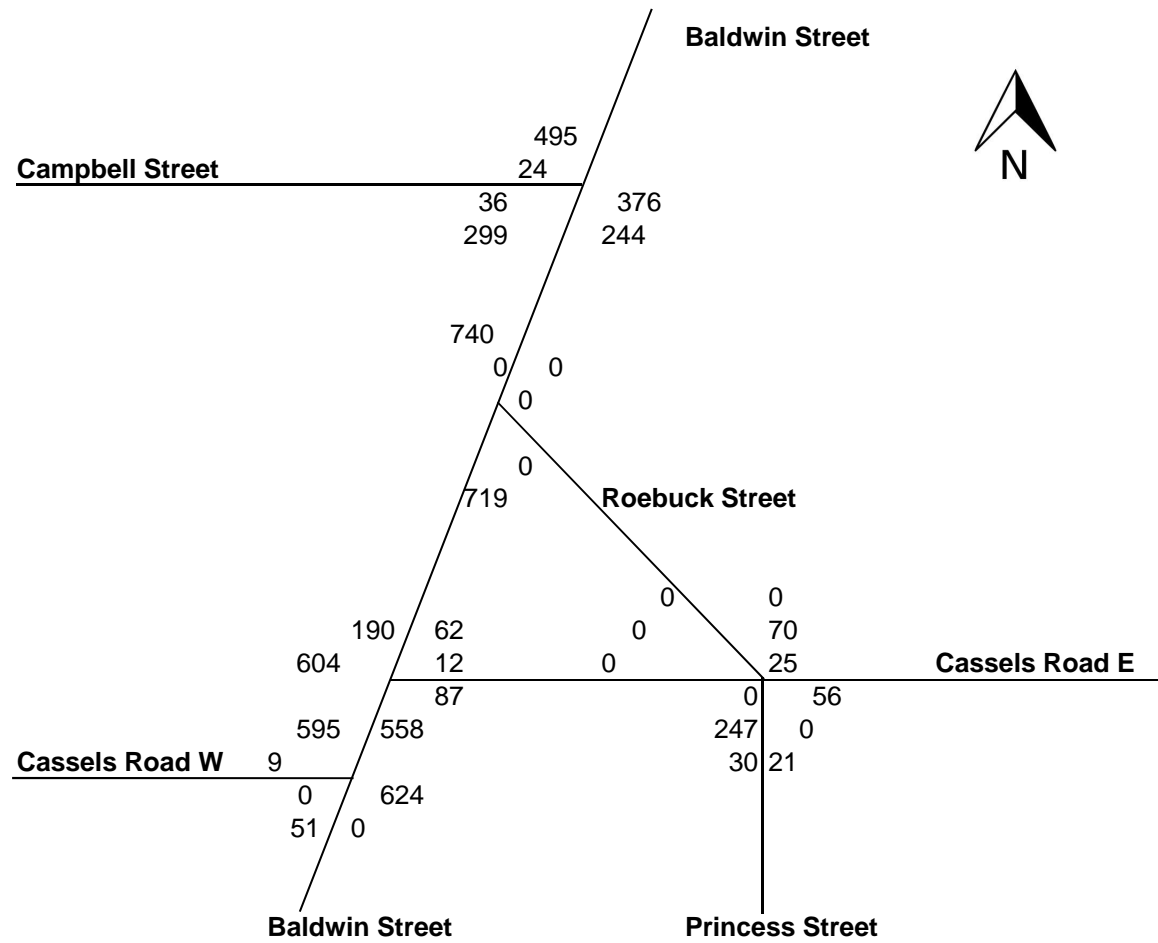 Baldwin Street
495
Campbell Street 24
N
36 376
299 244
740
0 0
0
0
719 Roebuck Street
0 0
190 62 0 70
604 12 0 25 Cassels Road E
87 0 56
595 558 247 0
Cassels Road W 9 30 21
0 624
51 0
Baldwin Street Princess Street